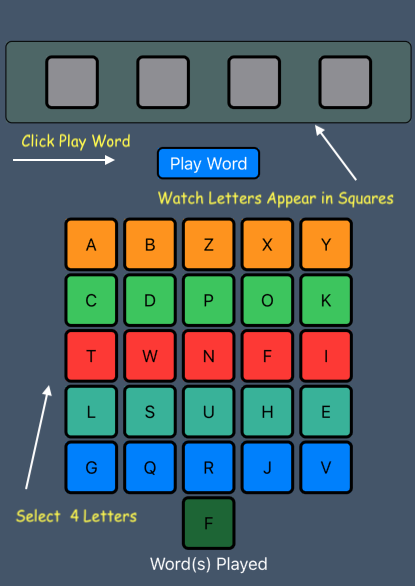 Click Play Word
Play Word
Watch Letters Appear in Squares
A B Z X Y
C D P O K
T W N F I
L S U H E
G Q R J V
Select 4 Letters
F
Word(s) Played